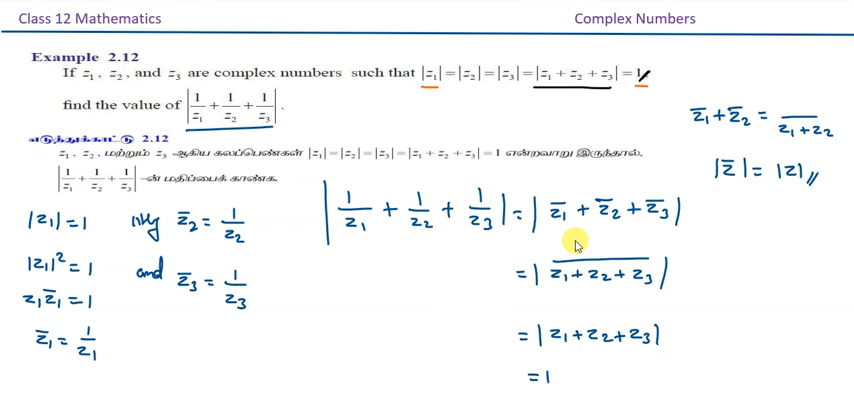 Class 12 Mathematics
Complex Numbers
Example 2.12
If z₁, z₂, and z₃ are complex numbers such that |z₁| = |z₂| = |z₃| = |z₁ + z₂ + z₃| = 1,
find the value of |1/z₁ + 1/z₂ + 1/z₃|.
எடுத்துக்காட்டு 2.12
z₁, z₂, மற்றும் z₃ ஆகிய கலப்பெண்கள் |z₁| = |z₂| = |z₃| = |z₁ + z₂ + z₃| = 1 என்றவாறு இருந்தால்,
|1/z₁ + 1/z₂ + 1/z₃| -ன் மதிப்பைக் காண்க.
z̄₁ + z̄₂ = \overline{z₁ + z₂}
|z̄| = |z| //
|z₁| = 1
|z₁|² = 1
z₁z̄₁ = 1
z̄₁ = 1/z₁
llly z̄₂ = 1/z₂
and z̄₃ = 1/z₃
|1/z₁ + 1/z₂ + 1/z₃| = |z̄₁ + z̄₂ + z̄₃|
= |\overline{z₁ + z₂ + z₃}|
= |z₁ + z₂ + z₃|
= 1